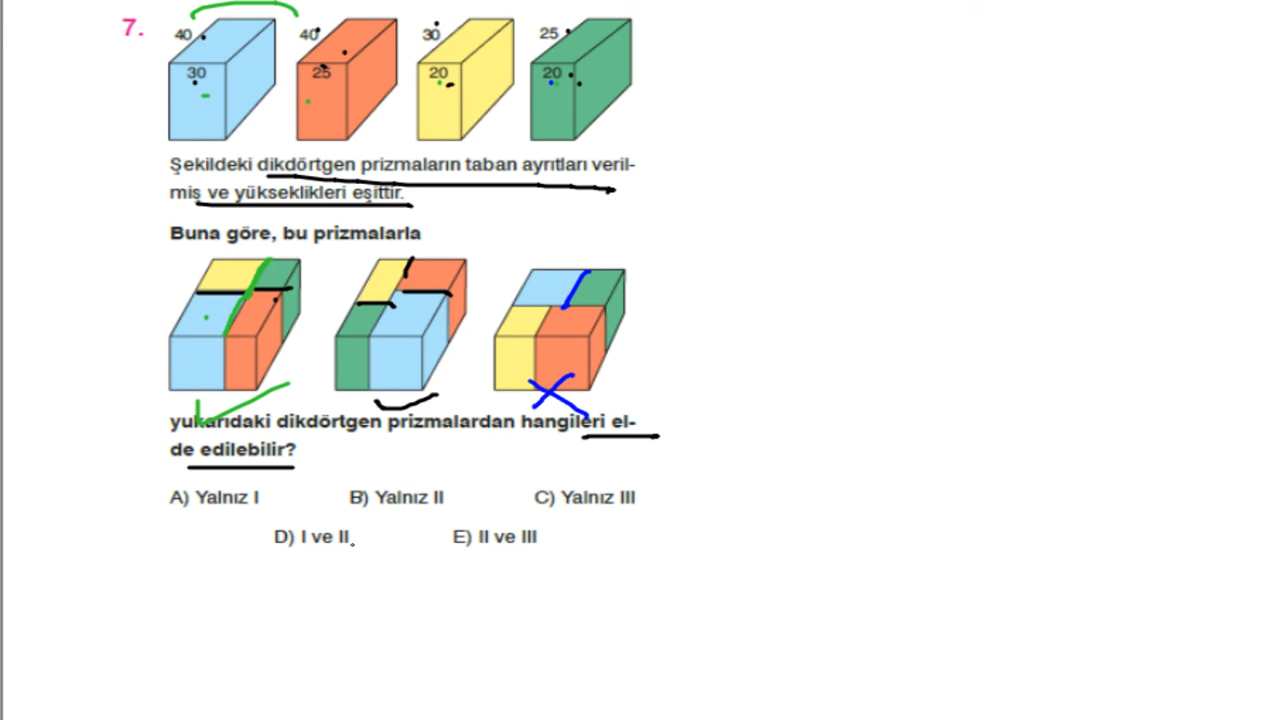 7.
40 40 30 25
30 25 20 20
Şekildeki dikdörtgen prizmaların taban ayrıtları veril-
miş ve yükseklikleri eşittir.
Buna göre, bu prizmalarla
yukarıdaki dikdörtgen prizmalardan hangileri el-
de edilebilir?
A) Yalnız I B) Yalnız II C) Yalnız III
D) I ve II E) II ve III